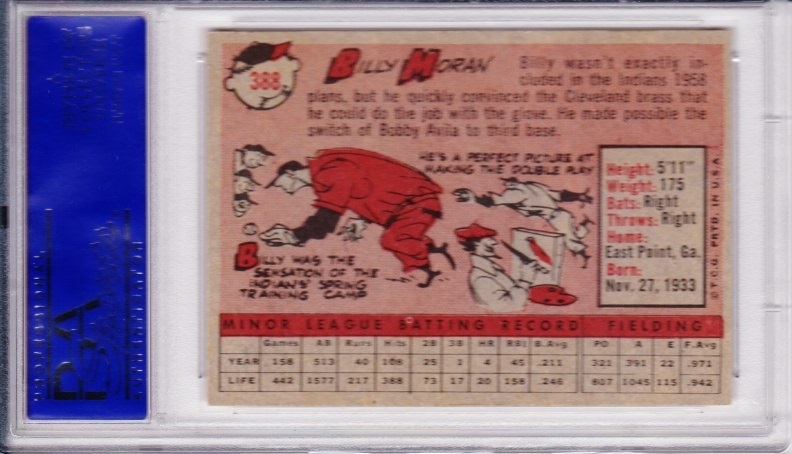 388
BILLY MORAN
Billy wasn't exactly in-
cluded in the Indians 1958
plans, but he quickly convinced the Cleveland brass that
he could do the job with the glove. He made possible the
switch of Bobby Avila to third base.
HE'S A PERFECT PICTURE AT
MAKING THE DOUBLE PLAY
BILLY WAS THE
SENSATION OF THE
INDIANS' SPRING
TRAINING CAMP
Height: 5'11"
Weight: 175
Bats: Right
Throws: Right
Home:
East Point, Ga.
Born:
Nov. 27, 1933
© T.C.G. PRTD. IN U.S.A.
MINOR LEAGUE BATTING RECORD FIELDING
Games AB Runs Hits 2B 3B HR RBI B.Avg PO A E F.Avg
YEAR 158 513 40 108 25 1 4 45 .211 321 391 22 .971
LIFE 442 1577 217 388 73 17 20 158 .246 807 1045 115 .942
PSA